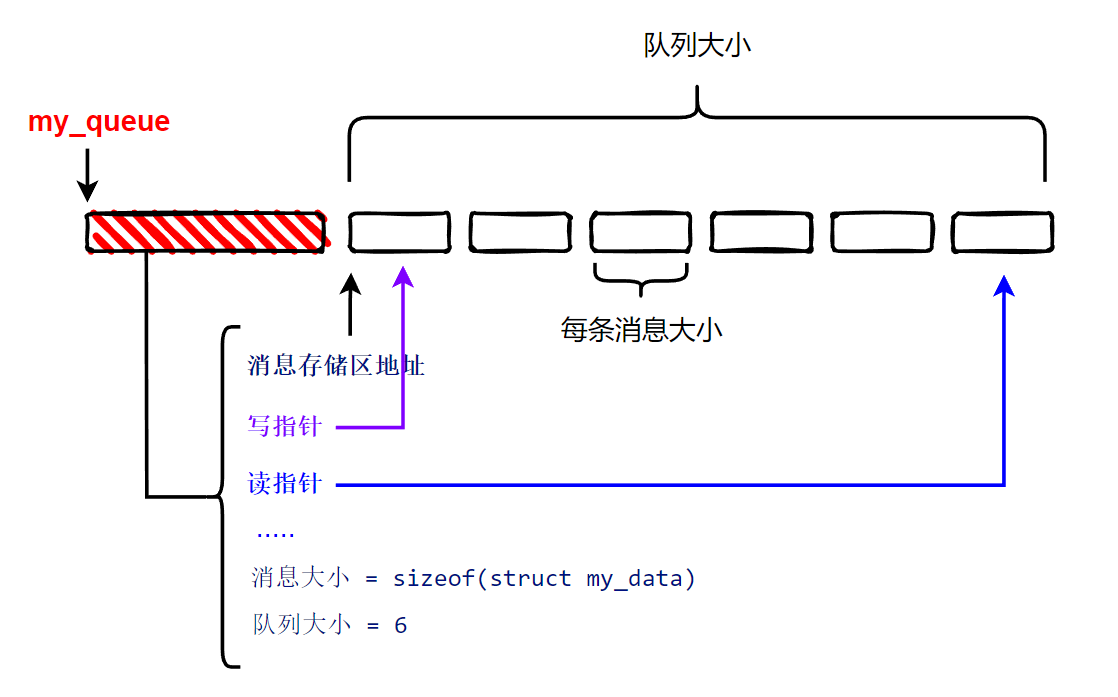 队列大小
my_queue
每条消息大小
消息存储区地址
写指针
读指针
.....
消息大小 = sizeof(struct my_data)
队列大小 = 6